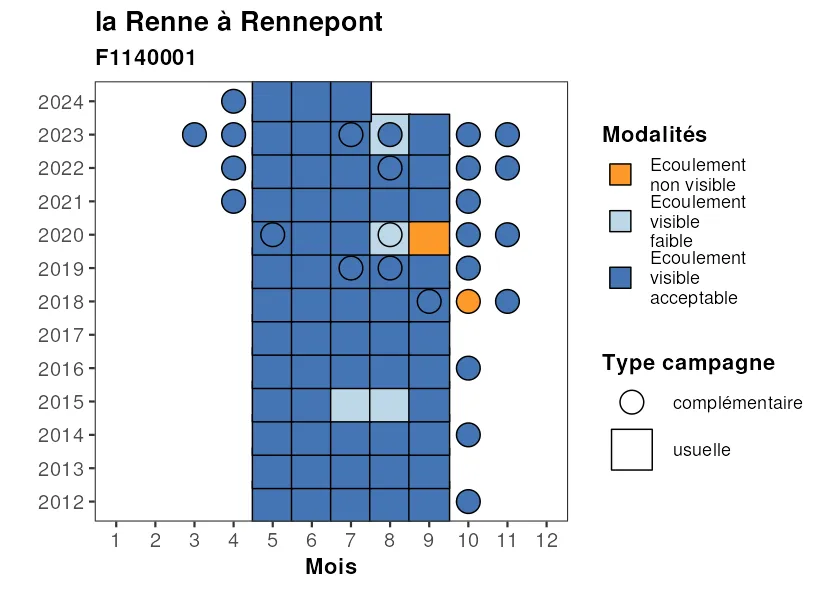 la Renne à Rennepont
F1140001
2024
2023
2022
2021
2020
2019
2018
2017
2016
2015
2014
2013
2012
1 2 3 4 5 6 7 8 9 10 11 12
Mois
Modalités
Ecoulement
non visible
Ecoulement
visible
faible
Ecoulement
visible
acceptable
Type campagne
complémentaire
usuelle